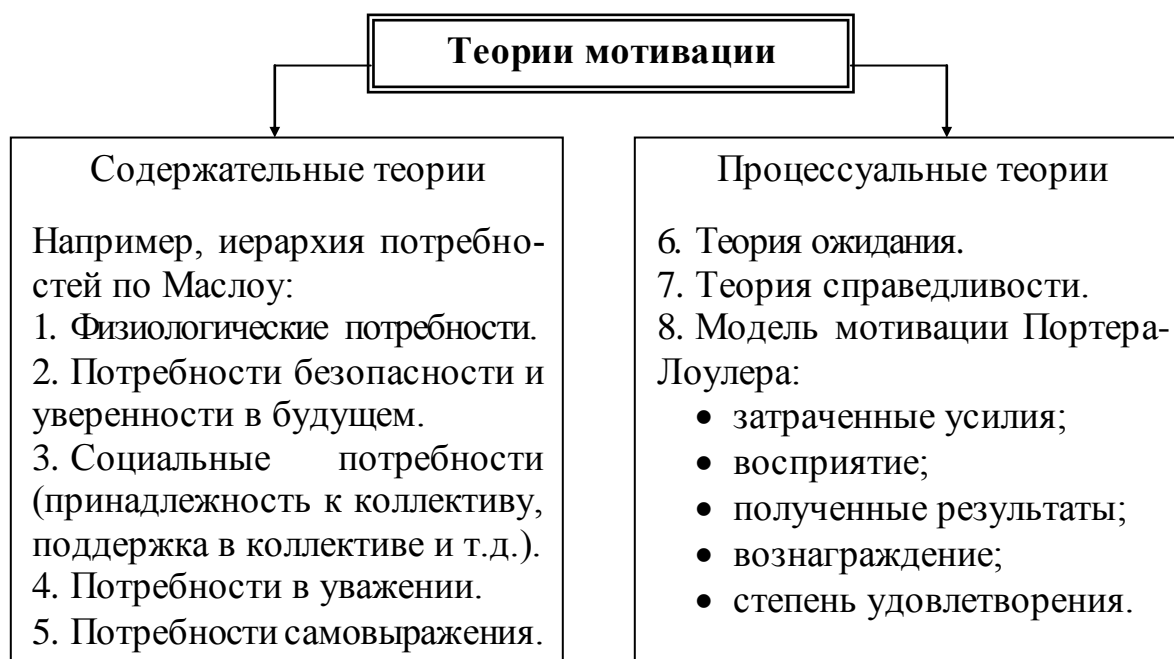 Теории мотивации
Содержательные теории
Например, иерархия потребно-
стей по Маслоу:
1. Физиологические потребности.
2. Потребности безопасности и
уверенности в будущем.
3. Социальные потребности
(принадлежность к коллективу,
поддержка в коллективе и т.д.).
4. Потребности в уважении.
5. Потребности самовыражения.
Процессуальные теории
6. Теория ожидания.
7. Теория справедливости.
8. Модель мотивации Портера-
Лоулера:
• затраченные усилия;
• восприятие;
• полученные результаты;
• вознаграждение;
• степень удовлетворения.